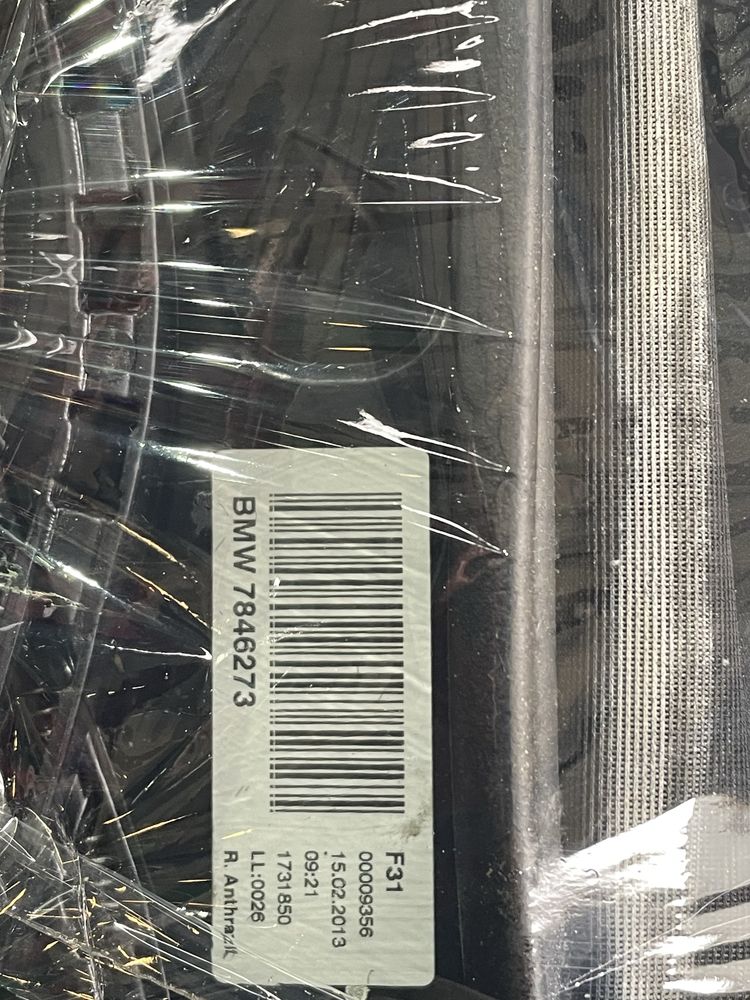 F31
00009356
15.02.2013
09:21
1731850
LL:0026
R. Anthrazit
BMW 7846273